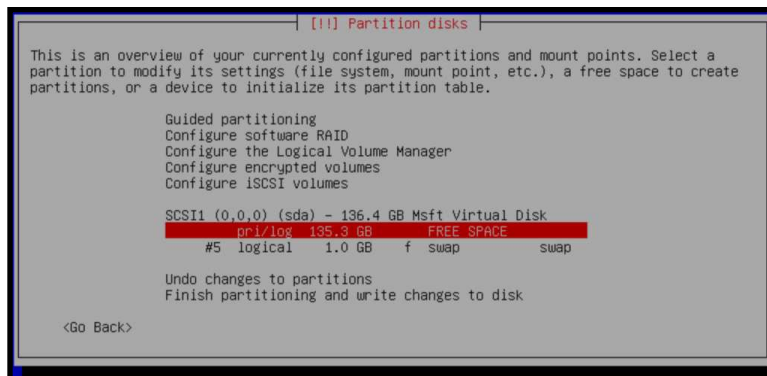 [!!] Partition disks
This is an overview of your currently configured partitions and mount points. Select a
partition to modify its settings (file system, mount point, etc.), a free space to create
partitions, or a device to initialize its partition table.
Guided partitioning
Configure software RAID
Configure the Logical Volume Manager
Configure encrypted volumes
Configure iSCSI volumes
SCSI1 (0,0,0) (sda) - 136.4 GB Msft Virtual Disk
pri/log 135.3 GB FREE SPACE
#5 logical 1.0 GB f swap swap
Undo changes to partitions
Finish partitioning and write changes to disk
<Go Back>